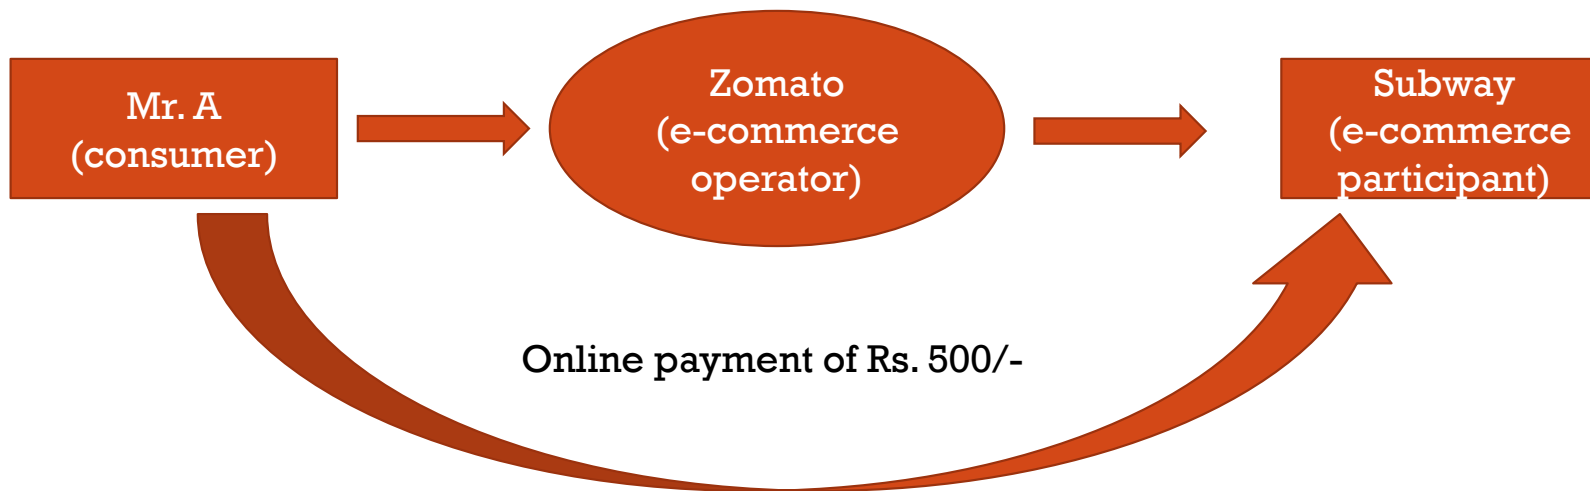 Mr. A
(consumer)
Zomato
(e-commerce
operator)
Subway
(e-commerce
participant)
Online payment of Rs. 500/-